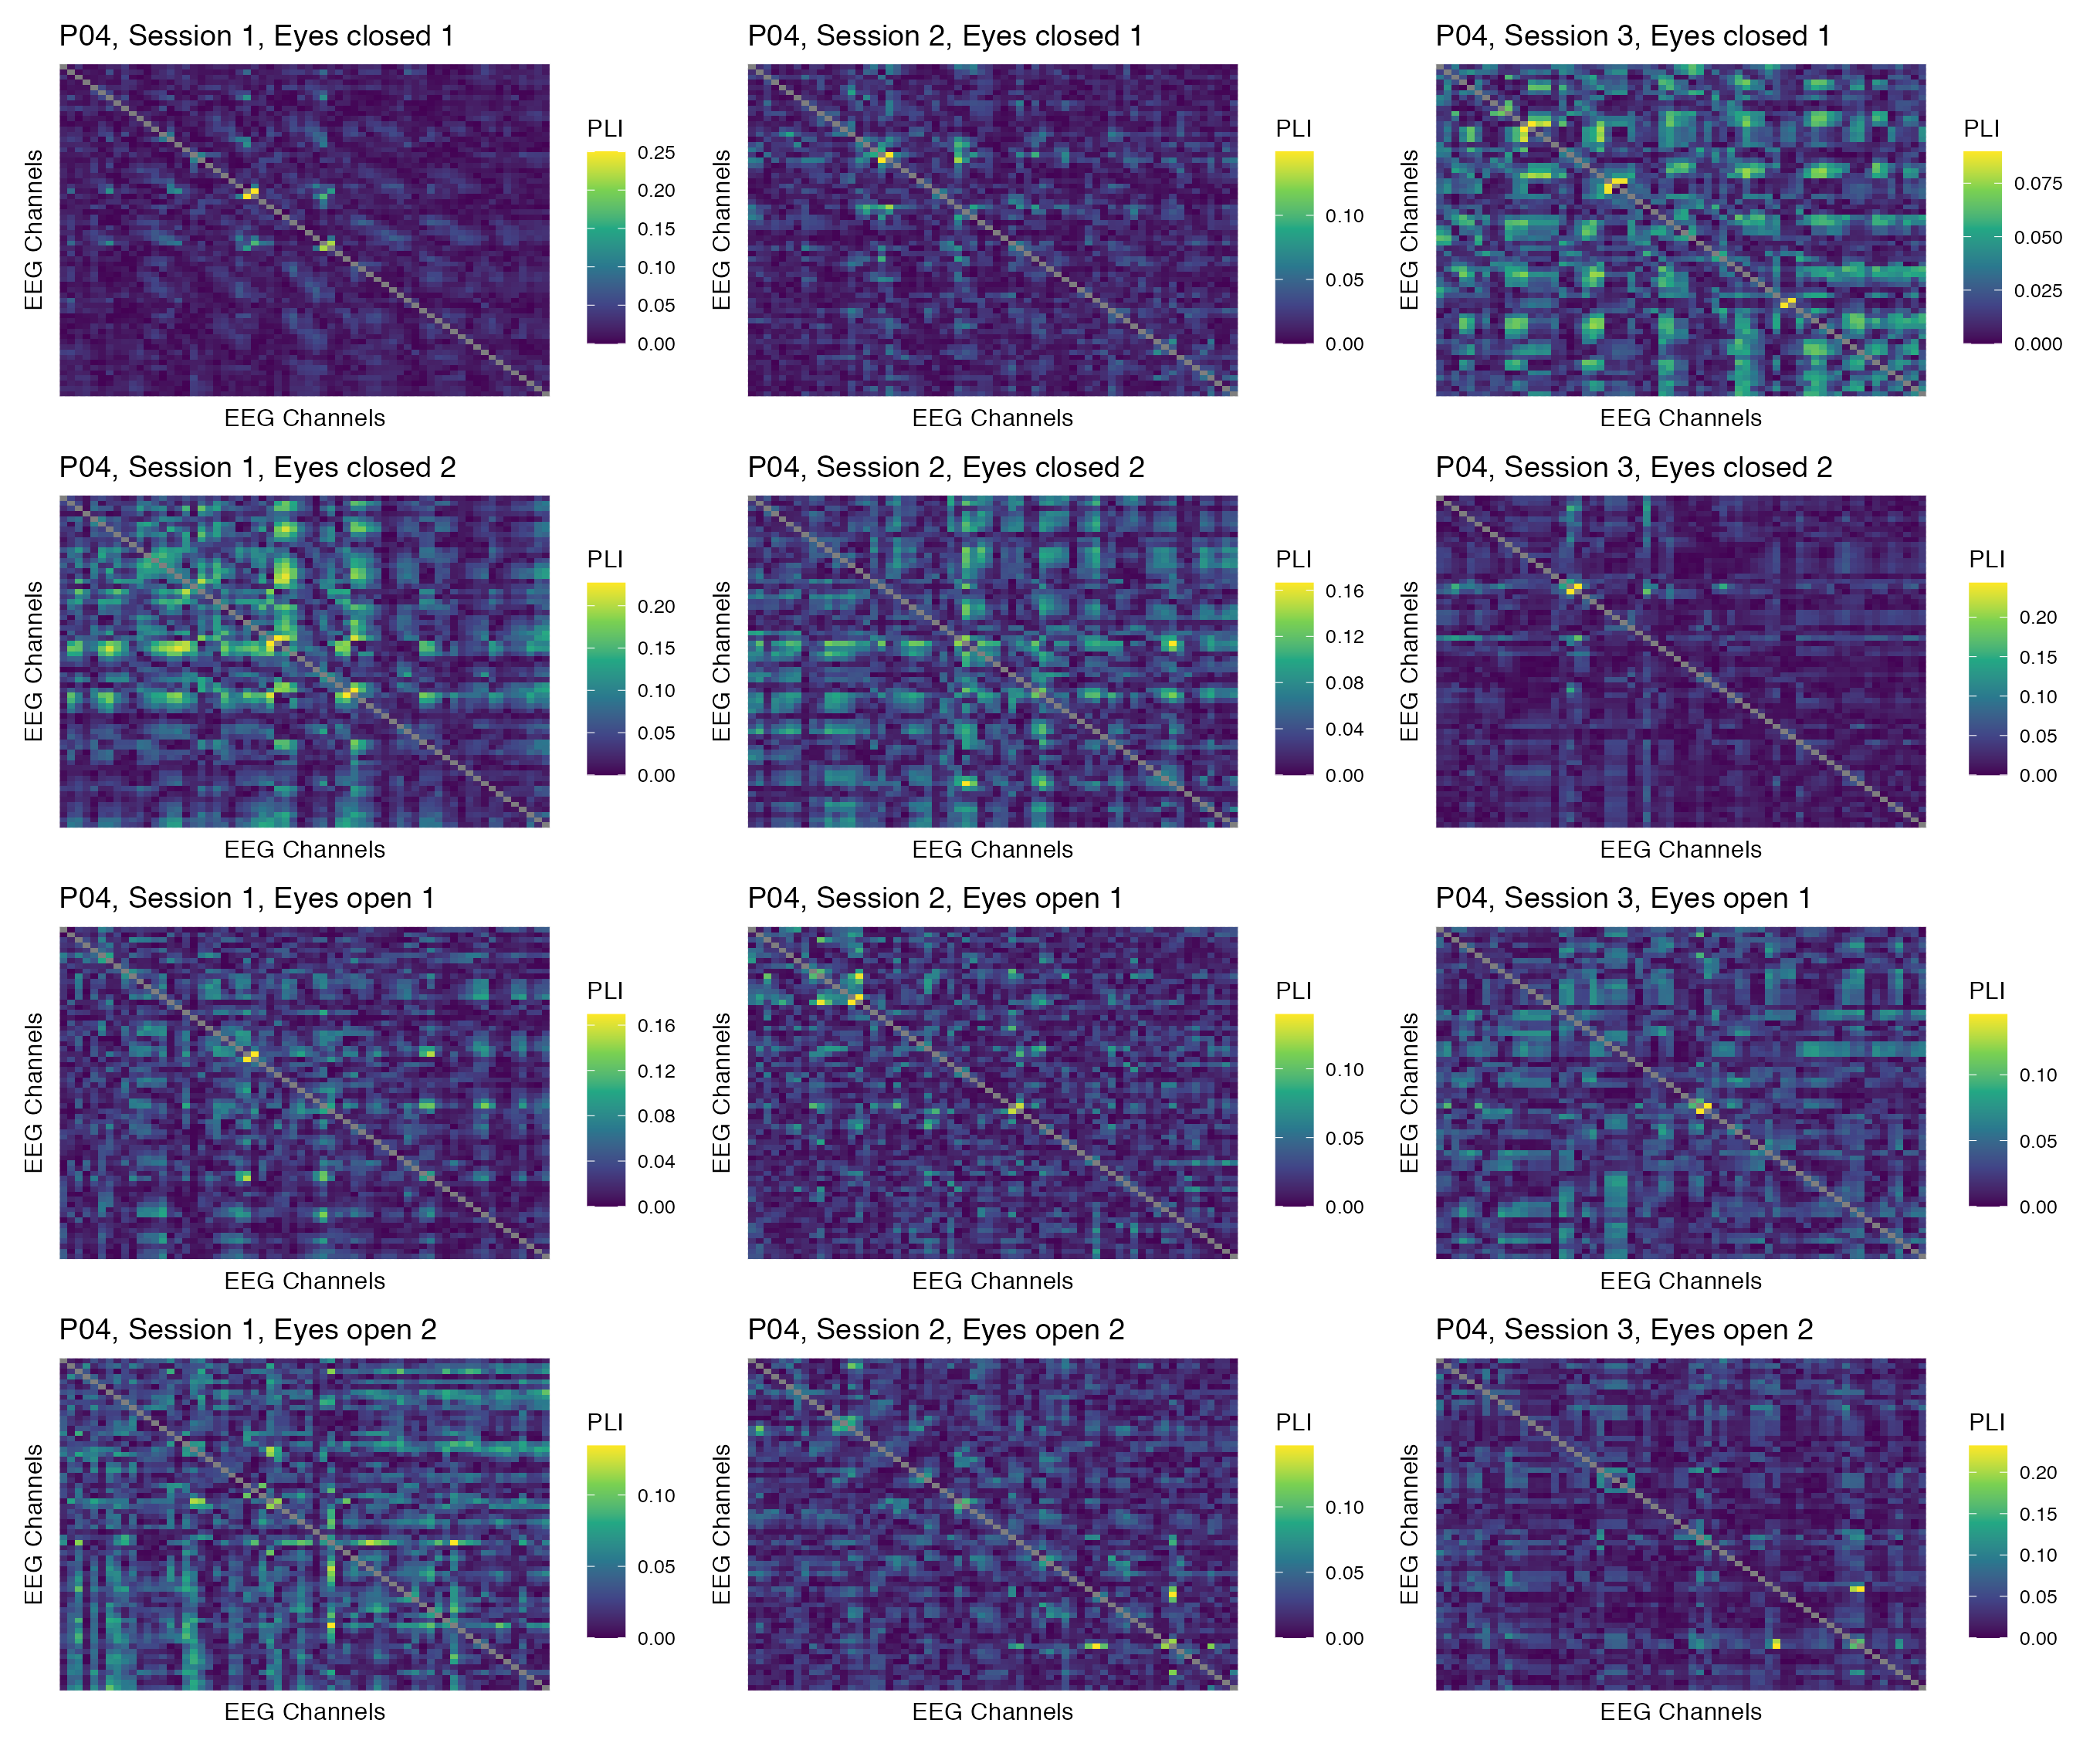 P04, Session 1, Eyes closed 1
EEG Channels
EEG Channels
PLI
0.25
0.20
0.15
0.10
0.05
0.00
P04, Session 2, Eyes closed 1
EEG Channels
EEG Channels
PLI
0.10
0.05
0.00
P04, Session 3, Eyes closed 1
EEG Channels
EEG Channels
PLI
0.075
0.050
0.025
0.000
P04, Session 1, Eyes closed 2
EEG Channels
EEG Channels
PLI
0.20
0.15
0.10
0.05
0.00
P04, Session 2, Eyes closed 2
EEG Channels
EEG Channels
PLI
0.16
0.12
0.08
0.04
0.00
P04, Session 3, Eyes closed 2
EEG Channels
EEG Channels
PLI
0.20
0.15
0.10
0.05
0.00
P04, Session 1, Eyes open 1
EEG Channels
EEG Channels
PLI
0.16
0.12
0.08
0.04
0.00
P04, Session 2, Eyes open 1
EEG Channels
EEG Channels
PLI
0.10
0.05
0.00
P04, Session 3, Eyes open 1
EEG Channels
EEG Channels
PLI
0.10
0.05
0.00
P04, Session 1, Eyes open 2
EEG Channels
EEG Channels
PLI
0.10
0.05
0.00
P04, Session 2, Eyes open 2
EEG Channels
EEG Channels
PLI
0.10
0.05
0.00
P04, Session 3, Eyes open 2
EEG Channels
EEG Channels
PLI
0.20
0.15
0.10
0.05
0.00